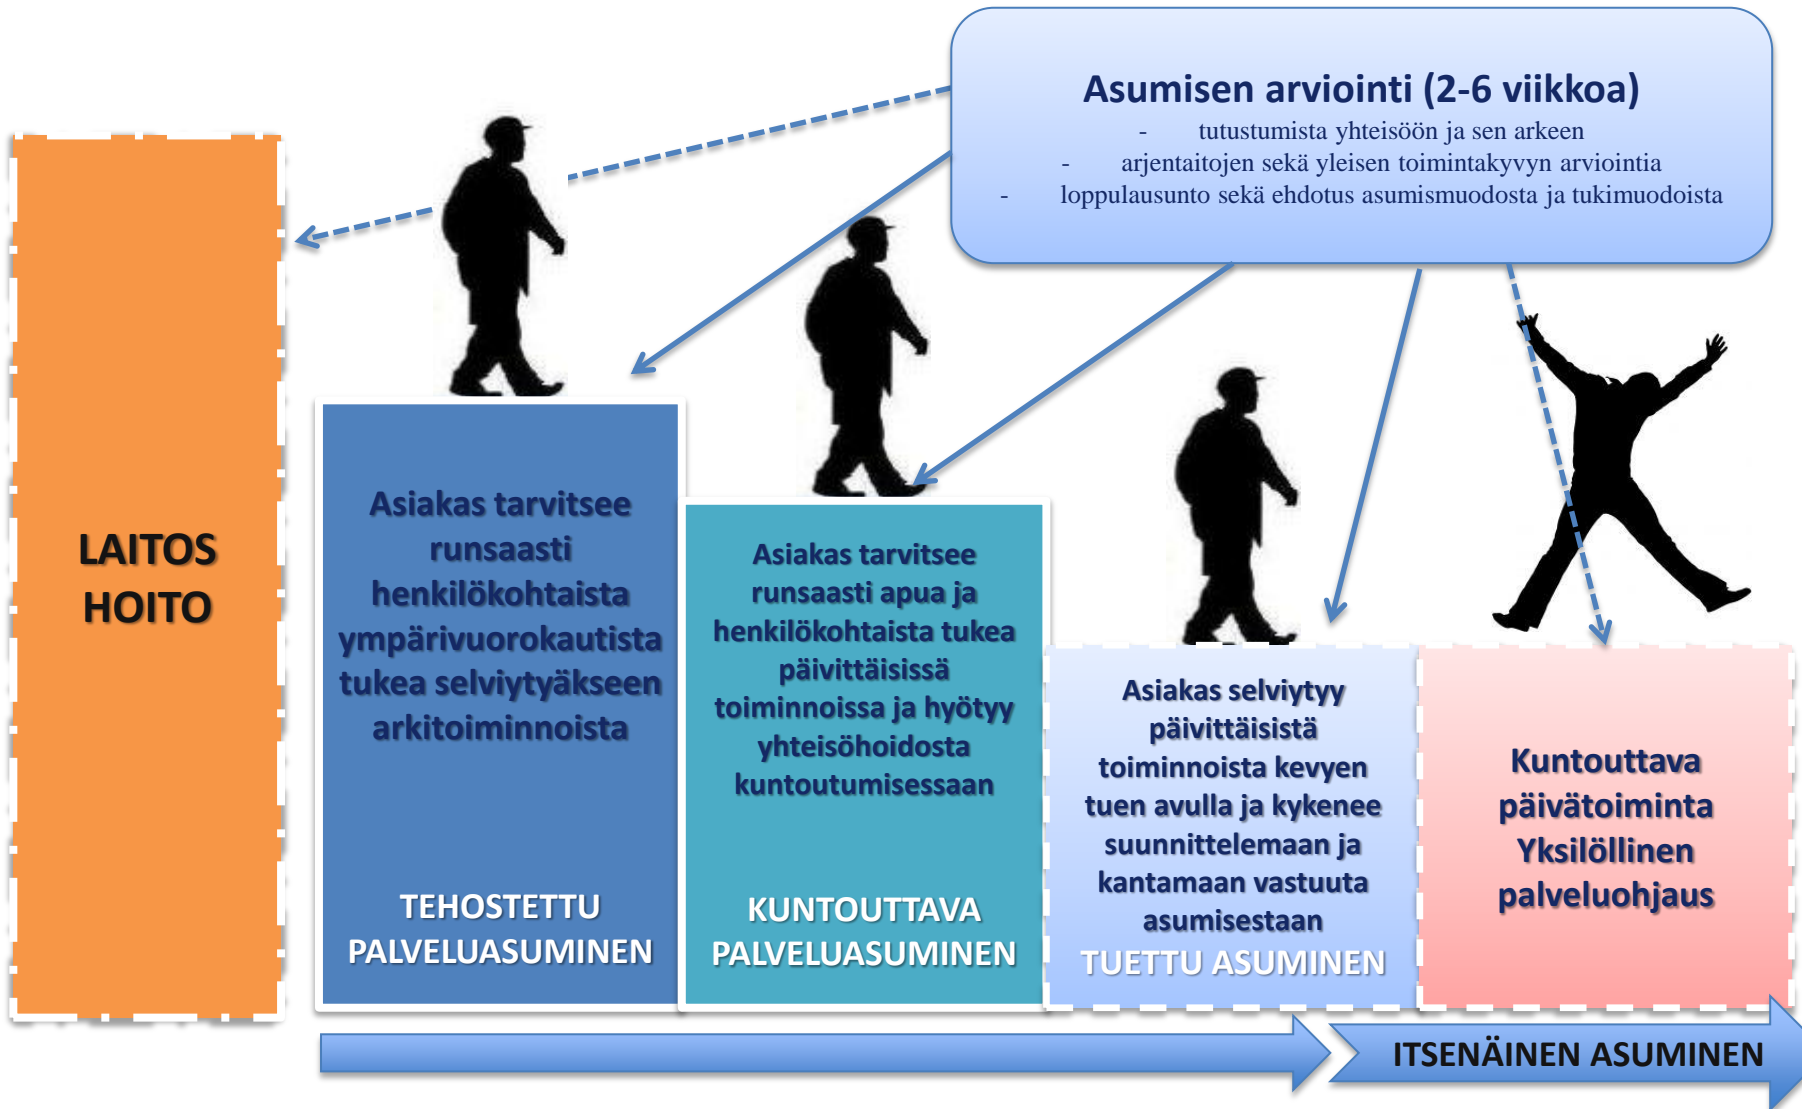 Asumisen arviointi (2-6 viikkoa)
- tutustumista yhteisöön ja sen arkeen
- arjentaitojen sekä yleisen toimintakyvyn arviointia
- loppulausunto sekä ehdotus asumismuodosta ja tukimuodoista
LAITOS
HOITO
Asiakas tarvitsee
runsaasti
henkilökohtaista
ympärivuorokautista
tukea selviytyäkseen
arkitoiminnoista
TEHOSTETTU
PALVELUASUMINEN
Asiakas tarvitsee
runsaasti apua ja
henkilökohtaista tukea
päivittäisissä
toiminnoissa ja hyötyy
yhteisöhoidosta
kuntoutumisessaan
KUNTOUTTAVA
PALVELUASUMINEN
Asiakas selviytyy
päivittäisistä
toiminnoista kevyen
tuen avulla ja kykenee
suunnittelemaan ja
kantamaan vastuuta
asumisestaan
TUETTU ASUMINEN
Kuntouttava
päivätoiminta
Yksilöllinen
palveluohjaus
ITSENÄINEN ASUMINEN